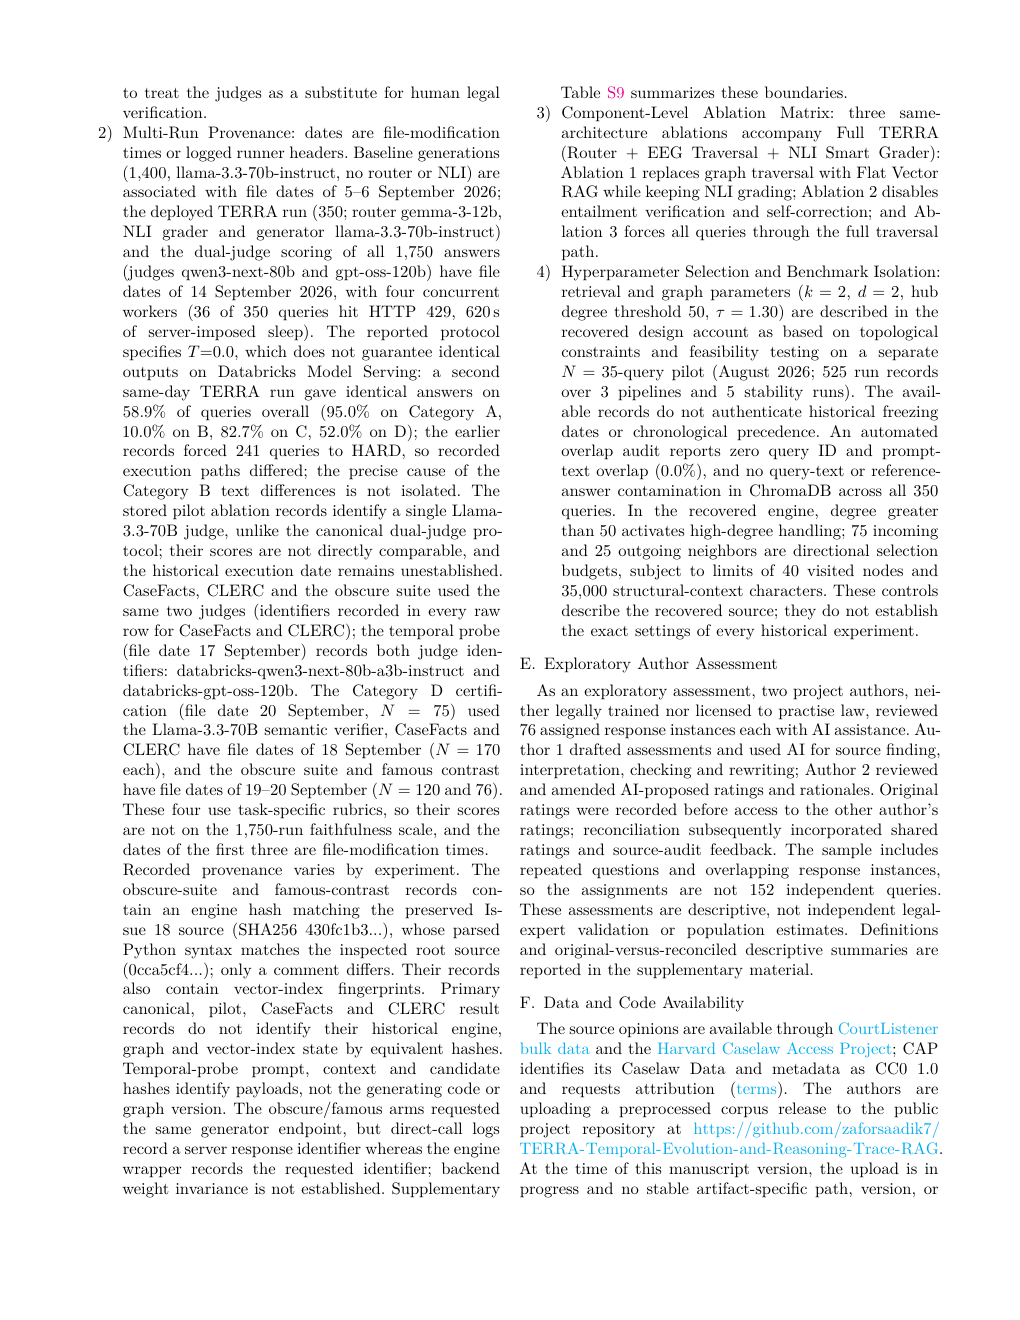 to treat the judges as a substitute for human legal
verification.
2) Multi-Run Provenance: dates are file-modification
times or logged runner headers. Baseline generations
(1,400, llama-3.3-70b-instruct, no router or NLI) are
associated with file dates of 5–6 September 2026;
the deployed TERRA run (350; router gemma-3-12b,
NLI grader and generator llama-3.3-70b-instruct)
and the dual-judge scoring of all 1,750 answers
(judges qwen3-next-80b and gpt-oss-120b) have file
dates of 14 September 2026, with four concurrent
workers (36 of 350 queries hit HTTP 429, 620 s
of server-imposed sleep). The reported protocol
specifies T=0.0, which does not guarantee identical
outputs on Databricks Model Serving: a second
same-day TERRA run gave identical answers on
58.9% of queries overall (95.0% on Category A,
10.0% on B, 82.7% on C, 52.0% on D); the earlier
records forced 241 queries to HARD, so recorded
execution paths differed; the precise cause of the
Category B text differences is not isolated. The
stored pilot ablation records identify a single Llama-
3.3-70B judge, unlike the canonical dual-judge pro-
tocol; their scores are not directly comparable, and
the historical execution date remains unestablished.
CaseFacts, CLERC and the obscure suite used the
same two judges (identifiers recorded in every raw
row for CaseFacts and CLERC); the temporal probe
(file date 17 September) records both judge iden-
tifiers: databricks-qwen3-next-80b-a3b-instruct and
databricks-gpt-oss-120b. The Category D certifi-
cation (file date 20 September, N = 75) used
the Llama-3.3-70B semantic verifier, CaseFacts and
CLERC have file dates of 18 September (N = 170
each), and the obscure suite and famous contrast
have file dates of 19–20 September (N = 120 and 76).
These four use task-specific rubrics, so their scores
are not on the 1,750-run faithfulness scale, and the
dates of the first three are file-modification times.
Recorded provenance varies by experiment. The
obscure-suite and famous-contrast records con-
tain an engine hash matching the preserved Is-
sue 18 source (SHA256 430fc1b3...), whose parsed
Python syntax matches the inspected root source
(0cca5cf4...); only a comment differs. Their records
also contain vector-index fingerprints. Primary
canonical, pilot, CaseFacts and CLERC result
records do not identify their historical engine,
graph and vector-index state by equivalent hashes.
Temporal-probe prompt, context and candidate
hashes identify payloads, not the generating code or
graph version. The obscure/famous arms requested
the same generator endpoint, but direct-call logs
record a server response identifier whereas the engine
wrapper records the requested identifier; backend
weight invariance is not established. Supplementary
Table S9 summarizes these boundaries.
3) Component-Level Ablation Matrix: three same-
architecture ablations accompany Full TERRA
(Router + EEG Traversal + NLI Smart Grader):
Ablation 1 replaces graph traversal with Flat Vector
RAG while keeping NLI grading; Ablation 2 disables
entailment verification and self-correction; and Ab-
lation 3 forces all queries through the full traversal
path.
4) Hyperparameter Selection and Benchmark Isolation:
retrieval and graph parameters (k = 2, d = 2, hub
degree threshold 50, τ = 1.30) are described in the
recovered design account as based on topological
constraints and feasibility testing on a separate
N = 35-query pilot (August 2026; 525 run records
over 3 pipelines and 5 stability runs). The avail-
able records do not authenticate historical freezing
dates or chronological precedence. An automated
overlap audit reports zero query ID and prompt-
text overlap (0.0%), and no query-text or reference-
answer contamination in ChromaDB across all 350
queries. In the recovered engine, degree greater
than 50 activates high-degree handling; 75 incoming
and 25 outgoing neighbors are directional selection
budgets, subject to limits of 40 visited nodes and
35,000 structural-context characters. These controls
describe the recovered source; they do not establish
the exact settings of every historical experiment.
E. Exploratory Author Assessment
As an exploratory assessment, two project authors, nei-
ther legally trained nor licensed to practise law, reviewed
76 assigned response instances each with AI assistance. Au-
thor 1 drafted assessments and used AI for source finding,
interpretation, checking and rewriting; Author 2 reviewed
and amended AI-proposed ratings and rationales. Original
ratings were recorded before access to the other author's
ratings; reconciliation subsequently incorporated shared
ratings and source-audit feedback. The sample includes
repeated questions and overlapping response instances,
so the assignments are not 152 independent queries.
These assessments are descriptive, not independent legal-
expert validation or population estimates. Definitions
and original-versus-reconciled descriptive summaries are
reported in the supplementary material.
F. Data and Code Availability
The source opinions are available through CourtListener
bulk data and the Harvard Caselaw Access Project; CAP
identifies its Caselaw Data and metadata as CC0 1.0
and requests attribution (terms). The authors are
uploading a preprocessed corpus release to the public
project repository at https://github.com/zaforsaadik7/
TERRA-Temporal-Evolution-and-Reasoning-Trace-RAG.
At the time of this manuscript version, the upload is in
progress and no stable artifact-specific path, version, or